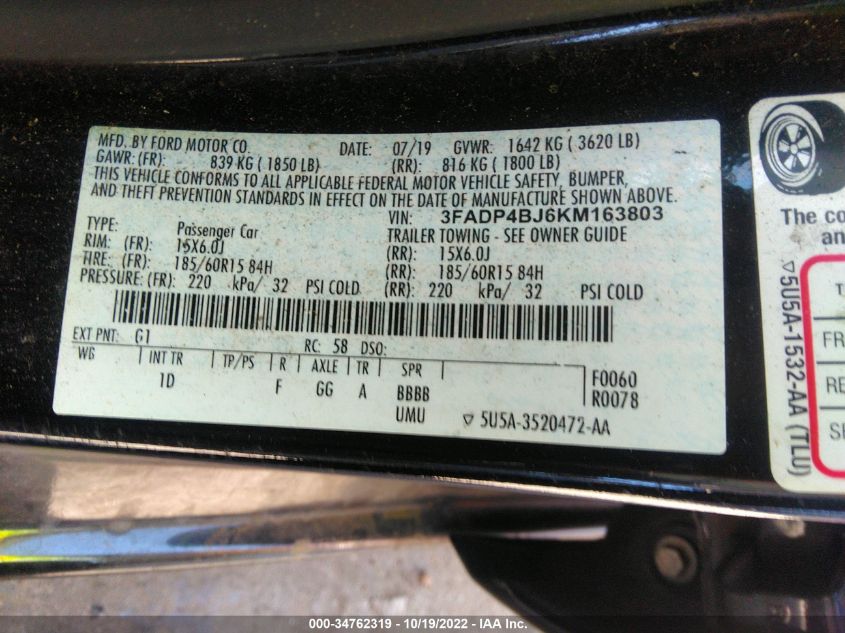 MFD. BY FORD MOTOR CO. DATE: 07/19 GVWR: 1642 KG ( 3620 LB)
GAWR: (FR): 839 KG ( 1850 LB) (RR): 816 KG ( 1800 LB)
THIS VEHICLE CONFORMS TO ALL APPLICABLE FEDERAL MOTOR VEHICLE SAFETY, BUMPER,
AND THEFT PREVENTION STANDARDS IN EFFECT ON THE DATE OF MANUFACTURE SHOWN ABOVE.
VIN: 3FADP4BJ6KM163803
TYPE: Passenger Car TRAILER TOWING - SEE OWNER GUIDE
RIM: (FR): 15X6.0J (RR): 15X6.0J
TIRE: (FR): 185/60R15 84H (RR): 185/60R15 84H
PRESSURE: (FR): 220 kPa/ 32 PSI COLD (RR): 220 kPa/ 32 PSI COLD
EXT PNT: G1 RC: 58 DSO:
WB INT TR TP/PS R AXLE TR SPR
1D F GG A BBBB F0060
UMU R0078
▽ 5U5A-3520472-AA
The co
an
T
FR
RE
SP
▽5U5A-1532-AA (TLU)
000-34762319 - 10/19/2022 - IAA Inc.